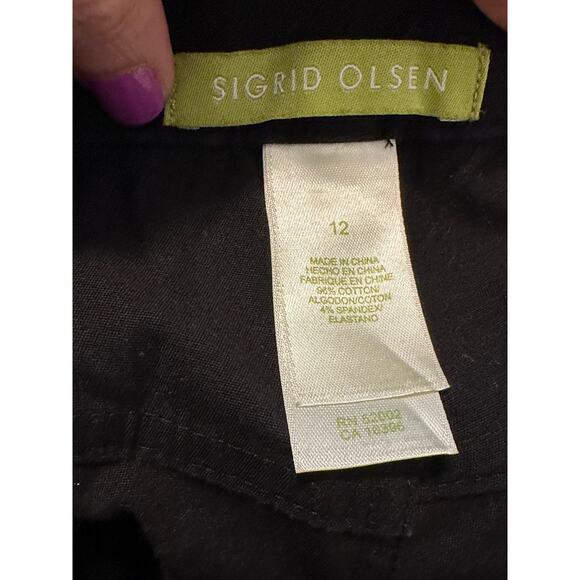 SIGRID OLSEN
12
MADE IN CHINA
HECHO EN CHINA
FABRIQUE EN CHINE
96% COTTON/
ALGODON/COTON
4% SPANDEX/
ELASTANO
RN 52002
CA 18396